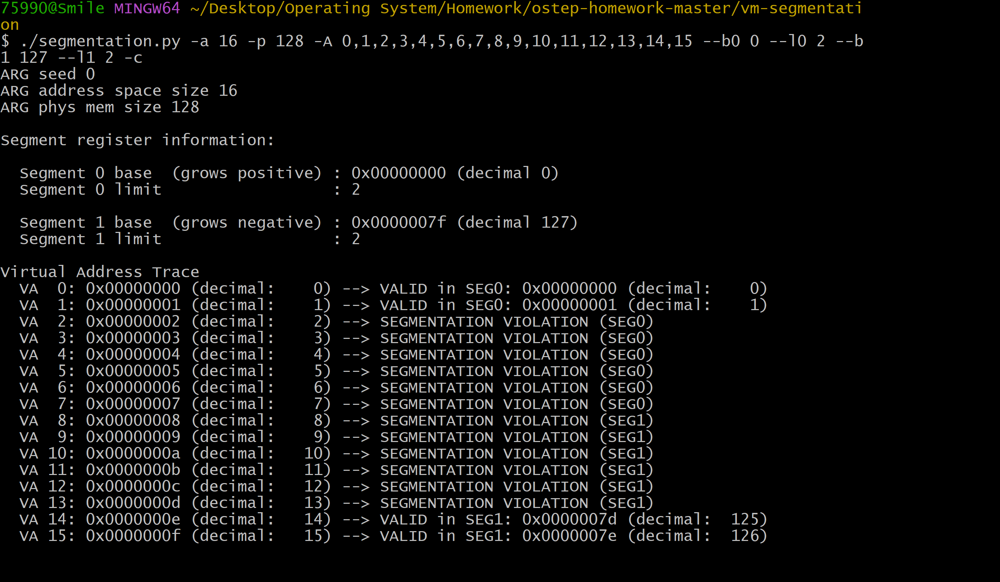 75990@Smile MINGW64 ~/Desktop/Operating System/Homework/ostep-homework-master/vm-segmentati
on
$ ./segmentation.py -a 16 -p 128 -A 0,1,2,3,4,5,6,7,8,9,10,11,12,13,14,15 --b0 0 --l0 2 --b
1 127 --l1 2 -c
ARG seed 0
ARG address space size 16
ARG phys mem size 128

Segment register information:

  Segment 0 base  (grows positive) : 0x00000000 (decimal 0)
  Segment 0 limit                  : 2

  Segment 1 base  (grows negative) : 0x0000007f (decimal 127)
  Segment 1 limit                  : 2

Virtual Address Trace
  VA  0: 0x00000000 (decimal:    0) --> VALID in SEG0: 0x00000000 (decimal:    0)
  VA  1: 0x00000001 (decimal:    1) --> VALID in SEG0: 0x00000001 (decimal:    1)
  VA  2: 0x00000002 (decimal:    2) --> SEGMENTATION VIOLATION (SEG0)
  VA  3: 0x00000003 (decimal:    3) --> SEGMENTATION VIOLATION (SEG0)
  VA  4: 0x00000004 (decimal:    4) --> SEGMENTATION VIOLATION (SEG0)
  VA  5: 0x00000005 (decimal:    5) --> SEGMENTATION VIOLATION (SEG0)
  VA  6: 0x00000006 (decimal:    6) --> SEGMENTATION VIOLATION (SEG0)
  VA  7: 0x00000007 (decimal:    7) --> SEGMENTATION VIOLATION (SEG0)
  VA  8: 0x00000008 (decimal:    8) --> SEGMENTATION VIOLATION (SEG1)
  VA  9: 0x00000009 (decimal:    9) --> SEGMENTATION VIOLATION (SEG1)
  VA 10: 0x0000000a (decimal:   10) --> SEGMENTATION VIOLATION (SEG1)
  VA 11: 0x0000000b (decimal:   11) --> SEGMENTATION VIOLATION (SEG1)
  VA 12: 0x0000000c (decimal:   12) --> SEGMENTATION VIOLATION (SEG1)
  VA 13: 0x0000000d (decimal:   13) --> SEGMENTATION VIOLATION (SEG1)
  VA 14: 0x0000000e (decimal:   14) --> VALID in SEG1: 0x0000007d (decimal:  125)
  VA 15: 0x0000000f (decimal:   15) --> VALID in SEG1: 0x0000007e (decimal:  126)